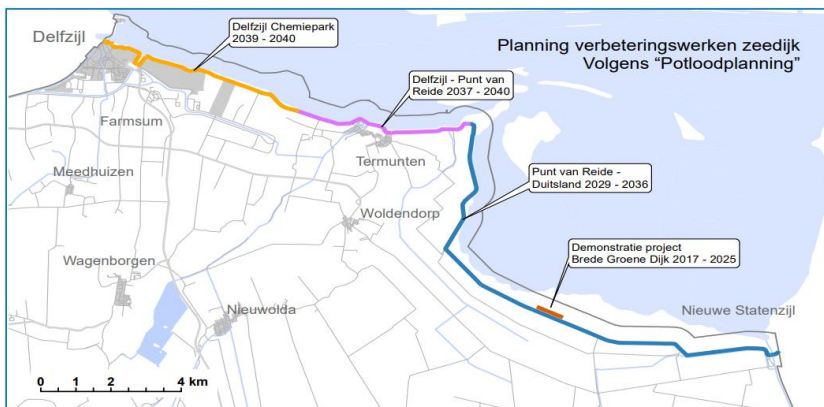 Planning verbeteringswerken zeedijk
Volgens “Potloodplanning”
Delfzijl
Delfzijl Chemiepark
2039 - 2040
Delfzijl - Punt van
Reide 2037 - 2040
Farmsum
Termunten
Meedhuizen
Punt van Reide -
Duitsland 2029 - 2036
Woldendorp
Demonstratie project
Brede Groene Dijk 2017 - 2025
Wagenborgen
Nieuwolda
Nieuwe Statenzijl
0 1 2 4 km